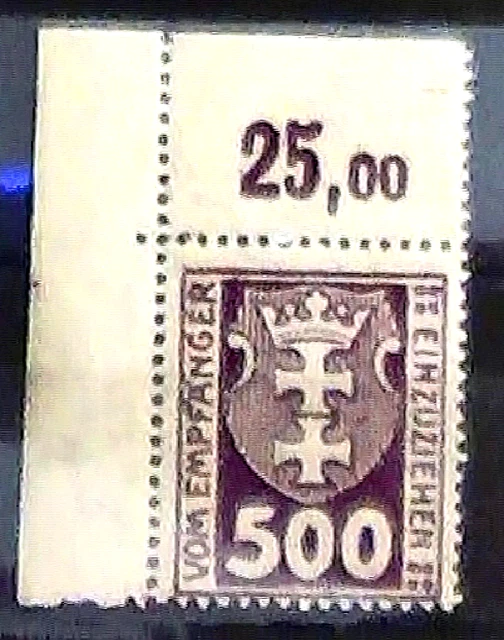 25,00
VOM EMPFÄNGER
EINZUZIEHEN
500